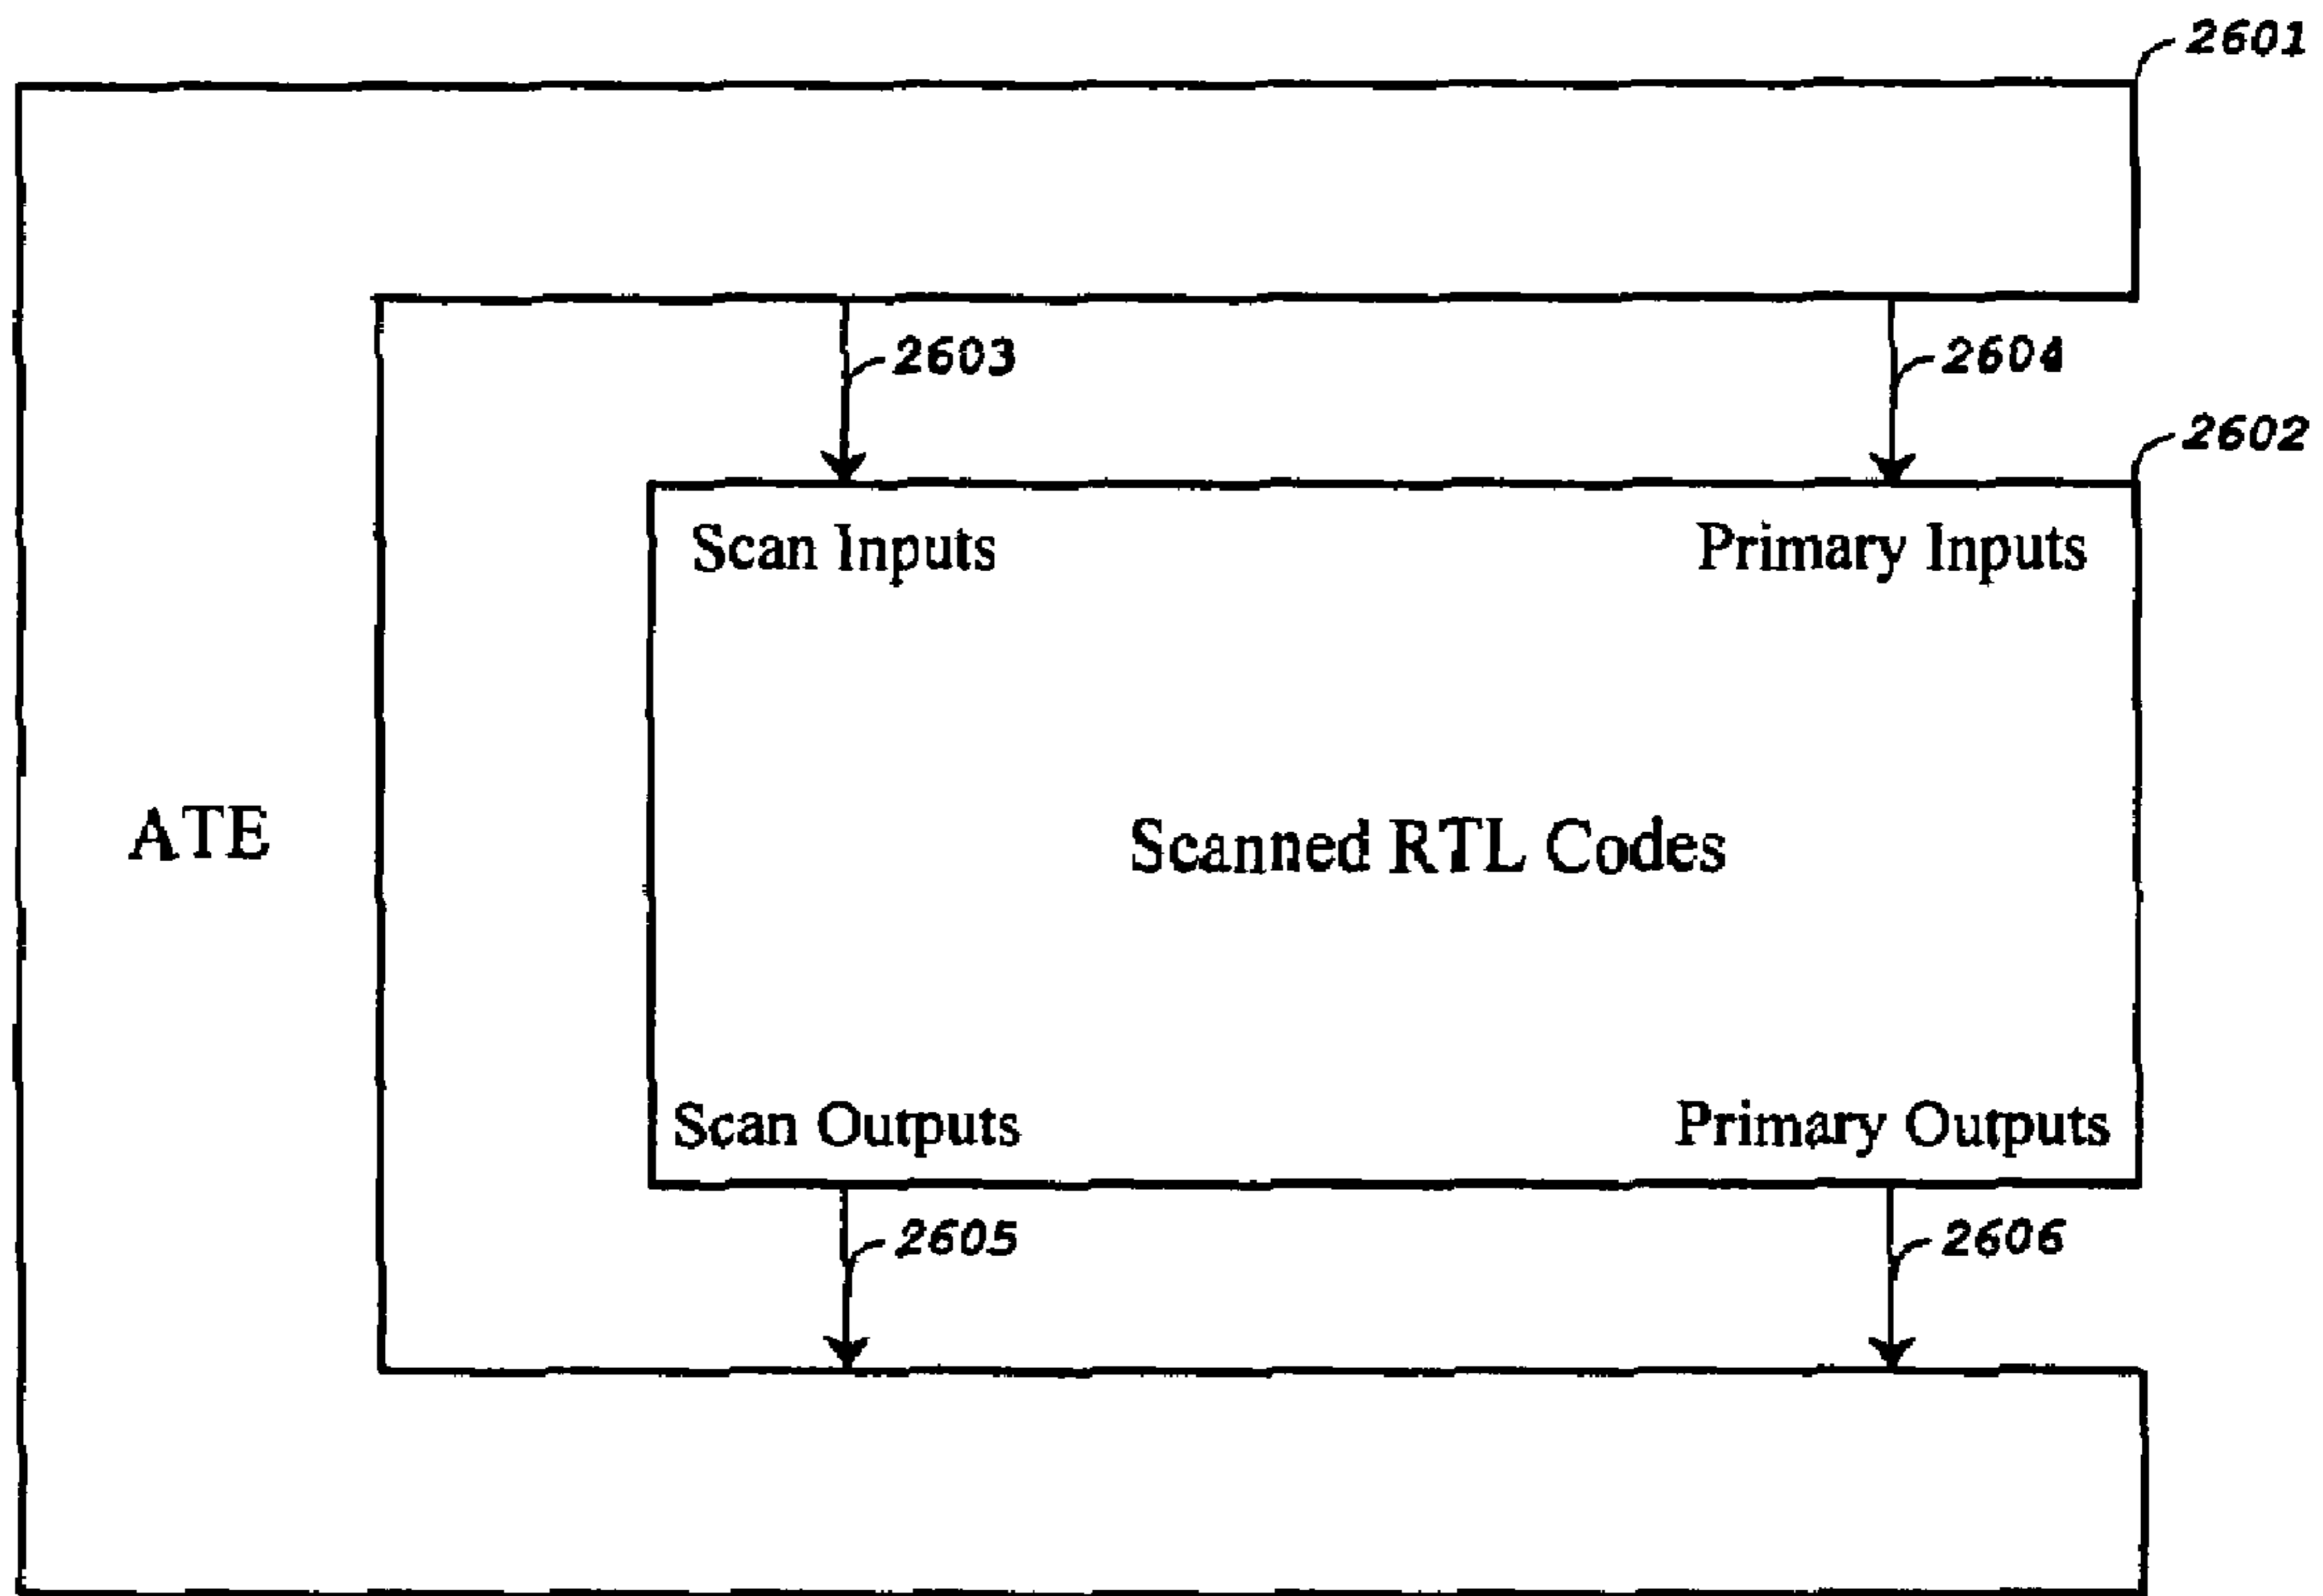 2601
2603
2604
2602
Scan Inputs
Primary Inputs
ATE
Scanned RTL Codes
Scan Outputs
Primary Outputs
2605
2606